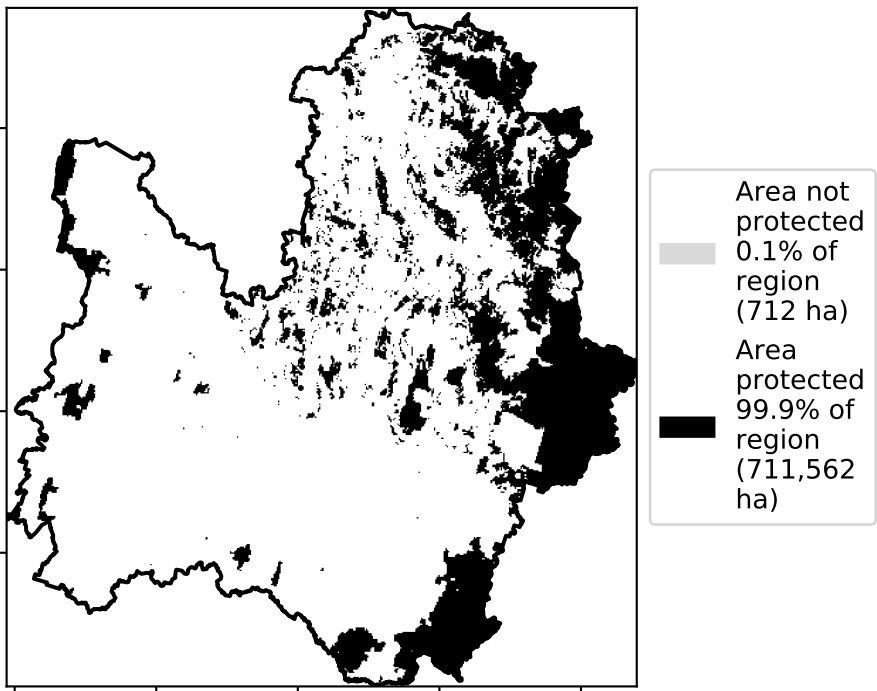 Area not
protected
0.1% of
region
(712 ha)
Area
protected
99.9% of
region
(711,562
ha)